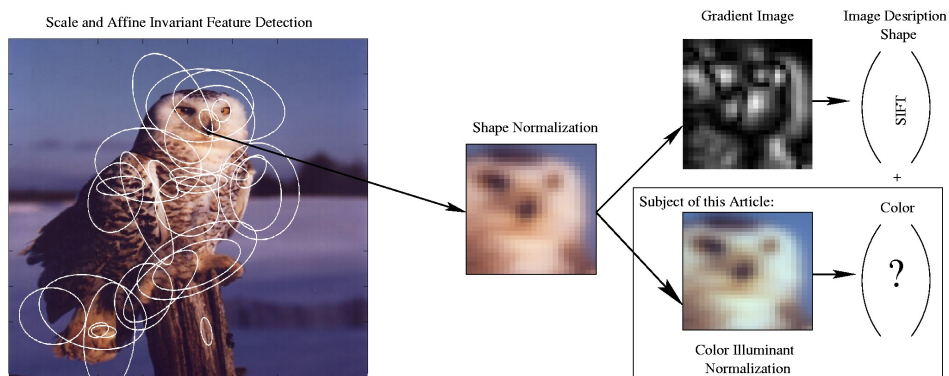 Scale and Affine Invariant Feature Detection
Shape Normalization
Gradient Image
Image Desription
Shape
SIFT
+
Subject of this Article:
Color
?
Color Illuminant
Normalization